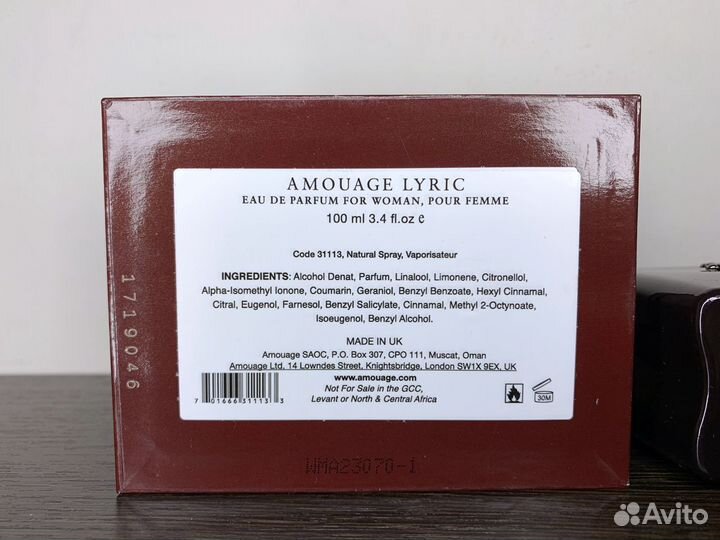 AMOUAGE LYRIC
EAU DE PARFUM FOR WOMAN, POUR FEMME
100 ml 3.4 fl.oz ℮
Code 31113, Natural Spray, Vaporisateur
INGREDIENTS: Alcohol Denat, Parfum, Linalool, Limonene, Citronellol,
Alpha-Isomethyl Ionone, Coumarin, Geraniol, Benzyl Benzoate, Hexyl Cinnamal,
Citral, Eugenol, Farnesol, Benzyl Salicylate, Cinnamal, Methyl 2-Octynoate,
Isoeugenol, Benzyl Alcohol.
MADE IN UK
Amouage SAOC, P.O. Box 307, CPO 111, Muscat, Oman
Amouage Ltd, 14 Lowndes Street, Knightsbridge, London SW1X 9EX, UK
www.amouage.com
Not For Sale in the GCC,
Levant or North & Central Africa
7 01666 31113 3
30M
1719046
WMA23070-1
Avito